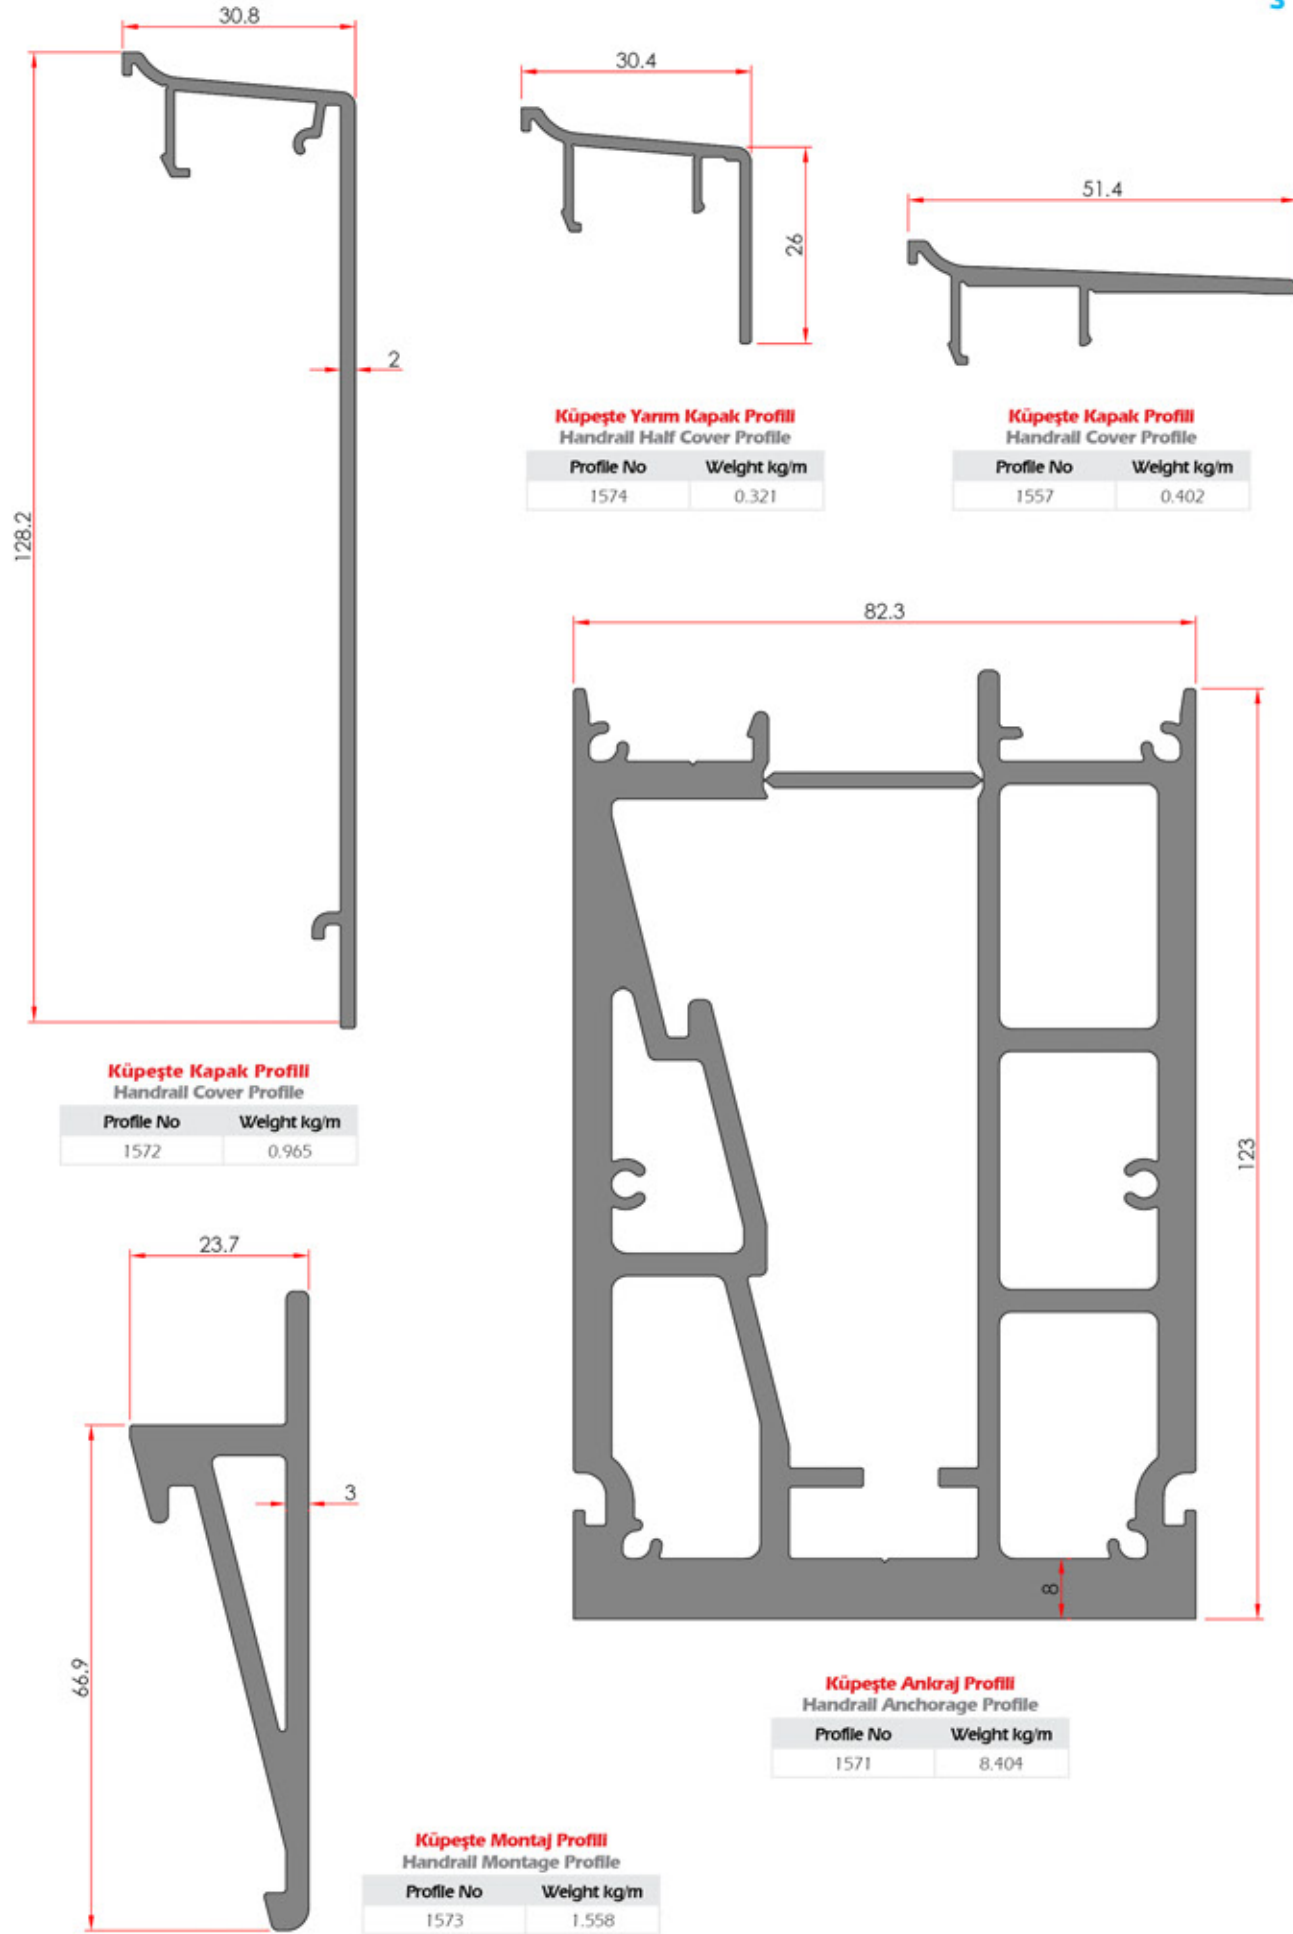 30.8
128.2
2
Küpeşte Kapak Profili
Handrail Cover Profile
Profile No Weight kg/m
1572 0.965
30.4
26
Küpeşte Yarım Kapak Profili
Handrail Half Cover Profile
Profile No Weight kg/m
1574 0.321
51.4
Küpeşte Kapak Profili
Handrail Cover Profile
Profile No Weight kg/m
1557 0.402
82.3
123
8
Küpeşte Ankraj Profili
Handrail Anchorage Profile
Profile No Weight kg/m
1571 8.404
23.7
3
66.9
Küpeşte Montaj Profili
Handrail Montage Profile
Profile No Weight kg/m
1573 1.558